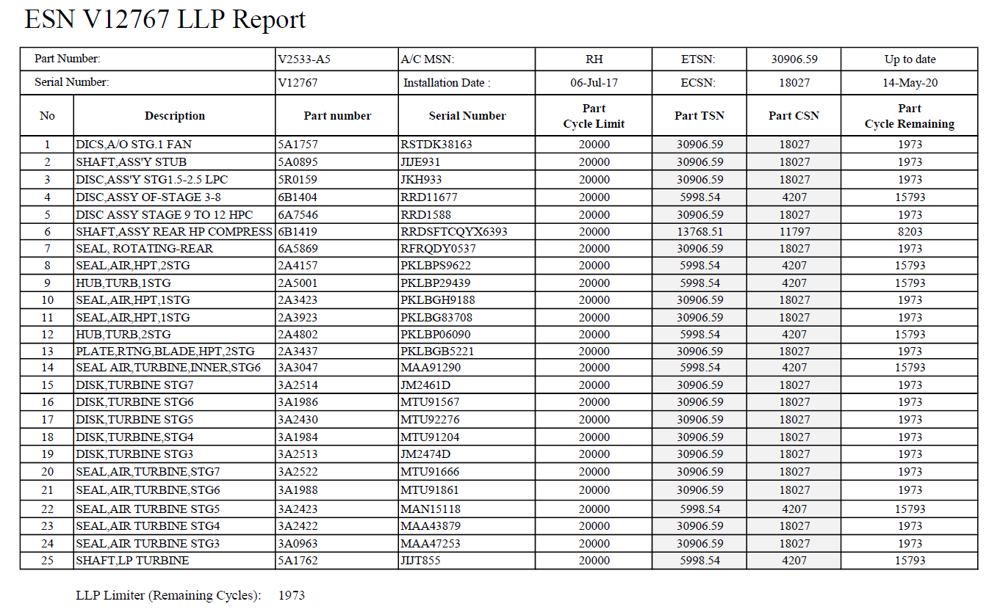 ESN V12767 LLP Report
Part Number: V2533-A5 A/C MSN: RH ETSN: 30906.59 Up to date
Serial Number: V12767 Installation Date : 06-Jul-17 ECSN: 18027 14-May-20
No Description Part number Serial Number Part Cycle Limit Part TSN Part CSN Part Cycle Remaining
1 DICS,A/O STG.1 FAN 5A1757 RSTDK38163 20000 30906.59 18027 1973
2 SHAFT,ASS'Y STUB 5A0895 JIJE931 20000 30906.59 18027 1973
3 DISC,ASS'Y STG1.5-2.5 LPC 5R0159 JKH933 20000 30906.59 18027 1973
4 DISC,ASSY OF-STAGE 3-8 6B1404 RRD11677 20000 5998.54 4207 15793
5 DISC ASSY STAGE 9 TO 12 HPC 6A7546 RRD1588 20000 30906.59 18027 1973
6 SHAFT,ASSY REAR HP COMPRESS 6B1419 RRDSFTCQYX6393 20000 13768.51 11797 8203
7 SEAL, ROTATING-REAR 6A5869 RFRQDY0537 20000 30906.59 18027 1973
8 SEAL,AIR,HPT,2STG 2A4157 PKLBPS9622 20000 5998.54 4207 15793
9 HUB,TURB,1STG 2A5001 PKLBP29439 20000 5998.54 4207 15793
10 SEAL,AIR,HPT,1STG 2A3423 PKLBGH9188 20000 30906.59 18027 1973
11 SEAL,AIR,HPT,1STG 2A3923 PKLBG83708 20000 30906.59 18027 1973
12 HUB,TURB,2STG 2A4802 PKLBP06090 20000 5998.54 4207 15793
13 PLATE,RTNG,BLADE,HPT,2STG 2A3437 PKLBGB5221 20000 30906.59 18027 1973
14 SEAL AIR,TURBINE,INNER,STG6 3A3047 MAA91290 20000 5998.54 4207 15793
15 DISK,TURBINE STG7 3A2514 JM2461D 20000 30906.59 18027 1973
16 DISK,TURBINE STG6 3A1986 MTU91567 20000 30906.59 18027 1973
17 DISK,TURBINE STG5 3A2430 MTU92276 20000 30906.59 18027 1973
18 DISK,TURBINE,STG4 3A1984 MTU91204 20000 30906.59 18027 1973
19 DISK,TURBINE STG3 3A2513 JM2474D 20000 30906.59 18027 1973
20 SEAL,AIR,TURBINE,STG7 3A2522 MTU91666 20000 30906.59 18027 1973
21 SEAL,AIR,TURBINE,STG6 3A1988 MTU91861 20000 30906.59 18027 1973
22 SEAL,AIR TURBINE STG5 3A2423 MAN15118 20000 5998.54 4207 15793
23 SEAL,AIR TURBINE STG4 3A2422 MAA43879 20000 30906.59 18027 1973
24 SEAL,AIR TURBINE STG3 3A0963 MAA47253 20000 30906.59 18027 1973
25 SHAFT,LP TURBINE 5A1762 JIJT855 20000 5998.54 4207 15793
LLP Limiter (Remaining Cycles): 1973